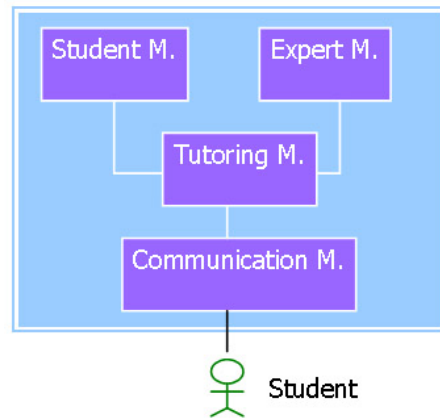 Student M.
Expert M.
Tutoring M.
Communication M.
Student